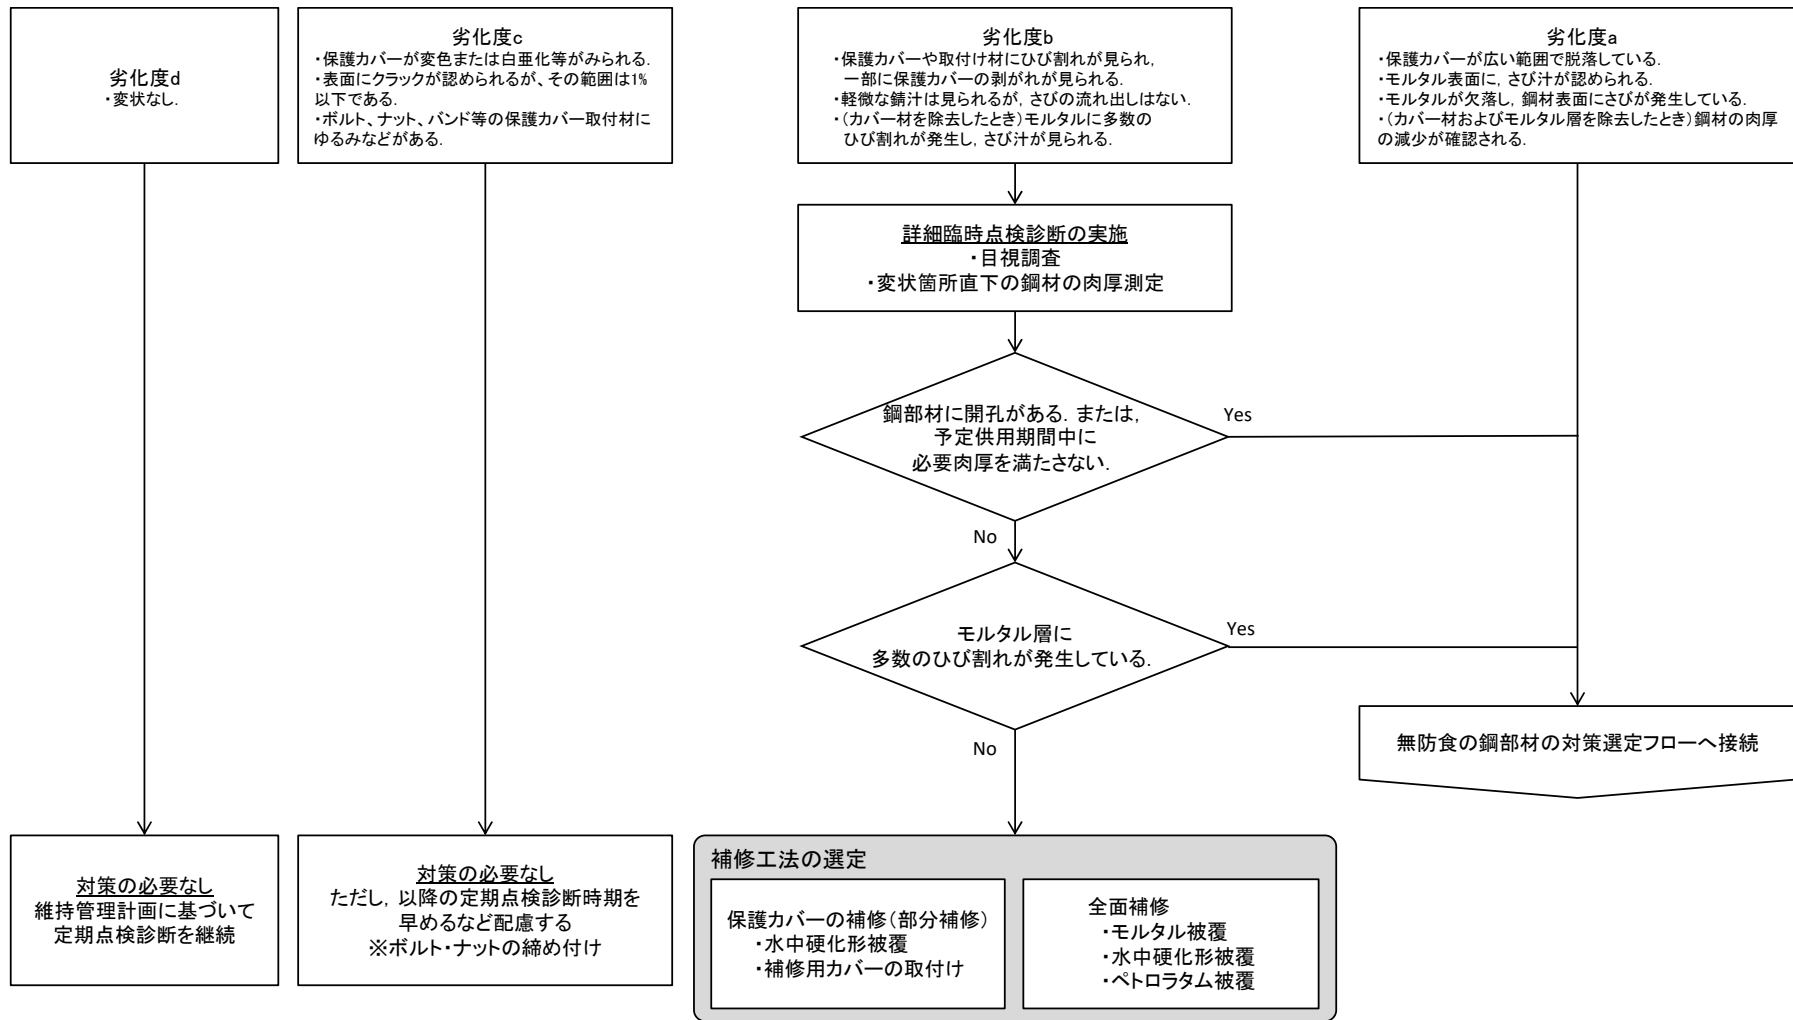 劣化度d
・変状なし.
劣化度c
・保護カバーが変色または白亜化等がみられる.
・表面にクラックが認められるが、その範囲は1%
以下である.
・ボルト、ナット、バンド等の保護カバー取付材に
ゆるみなどがある.
劣化度b
・保護カバーや取付け材にひび割れが見られ,
一部に保護カバーの剥がれが見られる.
・軽微な錆汁は見られるが, さびの流れ出しはない.
・(カバー材を除去したとき)モルタルに多数の
ひび割れが発生し, さび汁が見られる.
劣化度a
・保護カバーが広い範囲で脱落している.
・モルタル表面に, さび汁が認められる.
・モルタルが欠落し, 鋼材表面にさびが発生している.
・(カバー材およびモルタル層を除去したとき)鋼材の肉厚
の減少が確認される.
詳細臨時点検診断の実施
・目視調査
・変状箇所直下の鋼材の肉厚測定
鋼部材に開孔がある. または,
予定供用期間中に
必要肉厚を満たさない.
Yes
No
モルタル層に
多数のひび割れが発生している.
Yes
No
無防食の鋼部材の対策選定フローへ接続
対策の必要なし
維持管理計画に基づいて
定期点検診断を継続
対策の必要なし
ただし, 以降の定期点検診断時期を
早めるなど配慮する
※ボルト・ナットの締め付け
補修工法の選定
保護カバーの補修(部分補修)
・水中硬化形被覆
・補修用カバーの取付け
全面補修
・モルタル被覆
・水中硬化形被覆
・ペトロラタム被覆